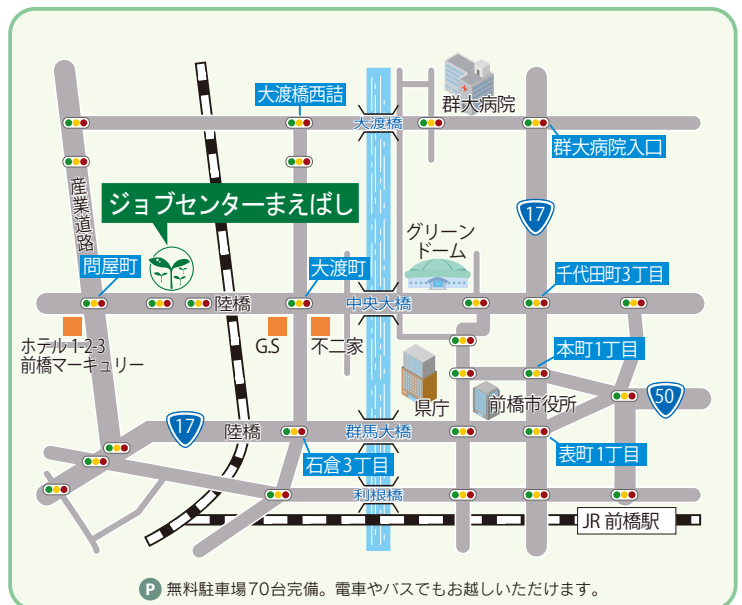 大渡橋西詰
群大病院
大渡橋
群大病院入口
産業道路
ジョブセンターまえばし
17
グリーン
ドーム
問屋町
大渡町
千代田町3丁目
陸橋
中央大橋
ホテル1-2-3
前橋マーキュリー
G.S
不二家
本町1丁目
県庁
前橋市役所
50
17
陸橋
群馬大橋
石倉3丁目
表町1丁目
利根橋
JR 前橋駅
P 無料駐車場70台完備。電車やバスでもお越しいただけます。